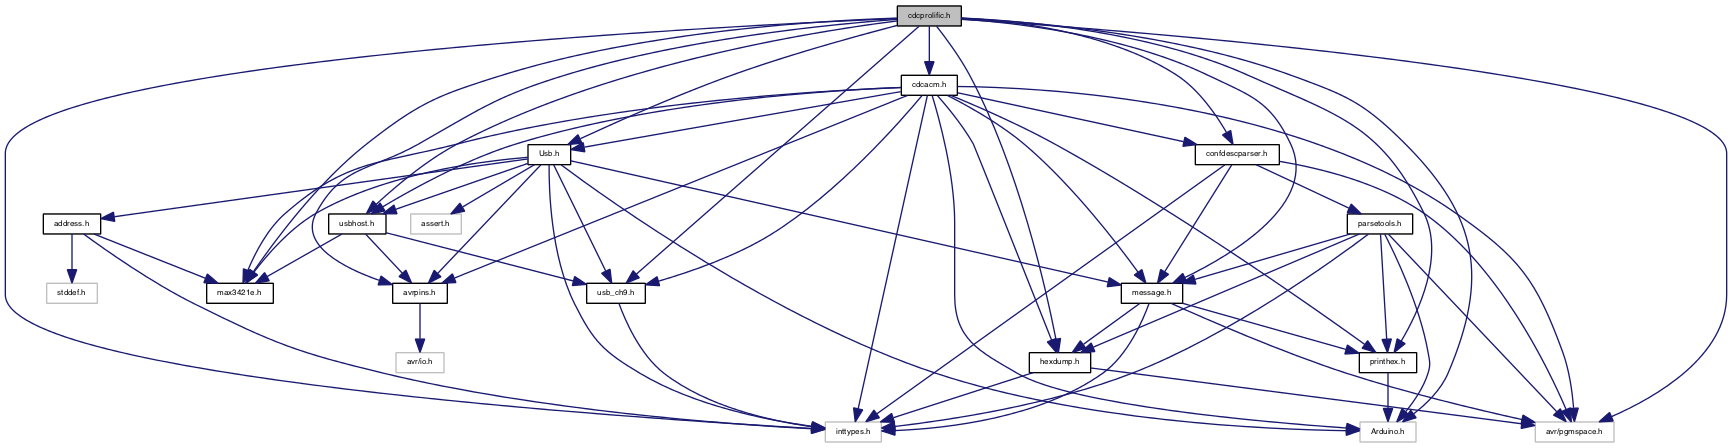 cdcprolific.h
cdcacm.h
Usb.h
confdescparser.h
address.h
usbhost.h
assert.h
parsetools.h
stddef.h
max3421e.h
avrpins.h
usb_ch9.h
message.h
avr/io.h
hexdump.h
printhex.h
inttypes.h
Arduino.h
avr/pgmspace.h